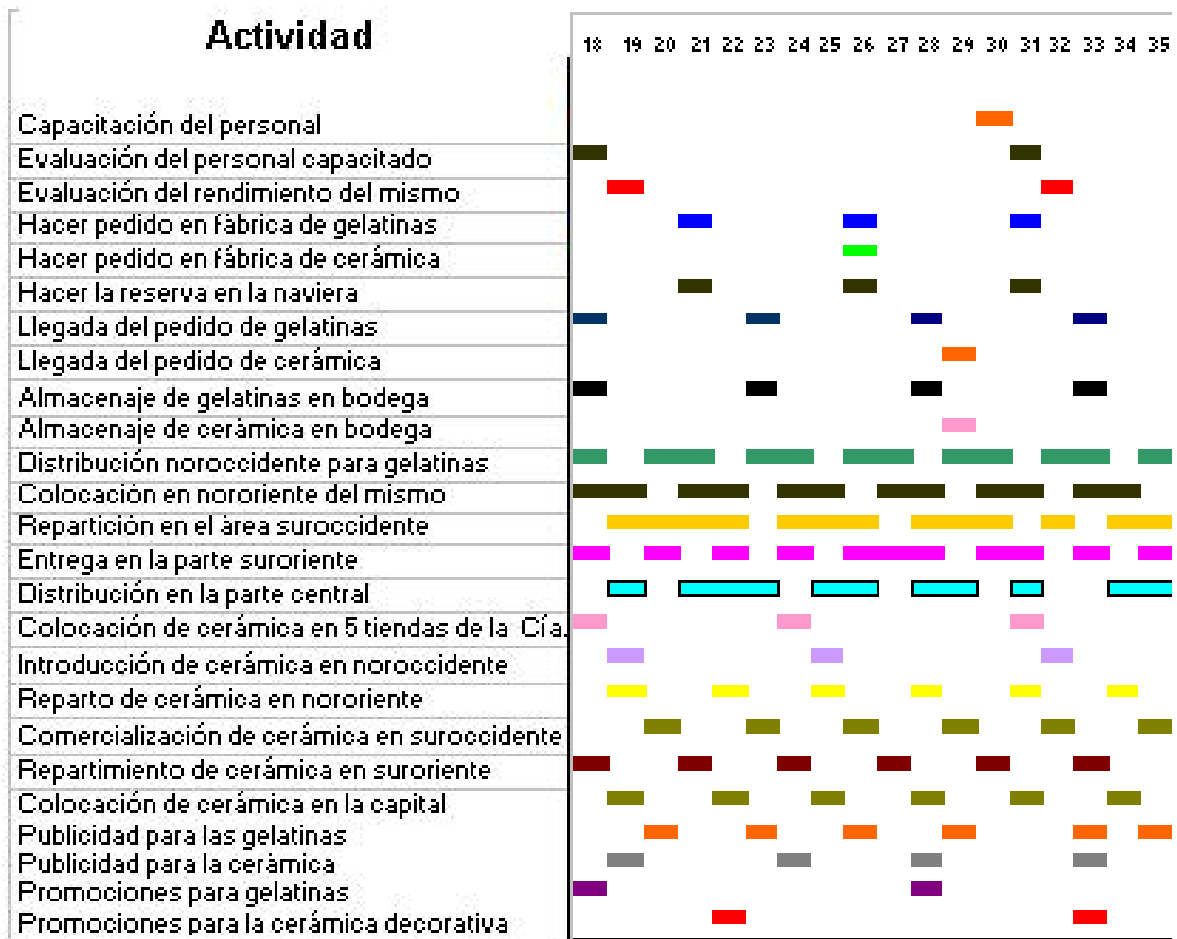 Actividad
18 19 20 21 22 23 24 25 26 27 28 29 30 31 32 33 34 35
Capacitación del personal
Evaluación del personal capacitado
Evaluación del rendimiento del mismo
Hacer pedido en fábrica de gelatinas
Hacer pedido en fábrica de cerámica
Hacer la reserva en la naviera
Llegada del pedido de gelatinas
Llegada del pedido de cerámica
Almacenaje de gelatinas en bodega
Almacenaje de cerámica en bodega
Distribución noroccidente para gelatinas
Colocación en nororiente del mismo
Repartición en el área suroccidente
Entrega en la parte suroriente
Distribución en la parte central
Colocación de cerámica en 5 tiendas de la Cía.
Introducción de cerámica en noroccidente
Reparto de cerámica en nororiente
Comercialización de cerámica en suroccidente
Repartimiento de cerámica en suroriente
Colocación de cerámica en la capital
Publicidad para las gelatinas
Publicidad para la cerámica
Promociones para gelatinas
Promociones para la cerámica decorativa